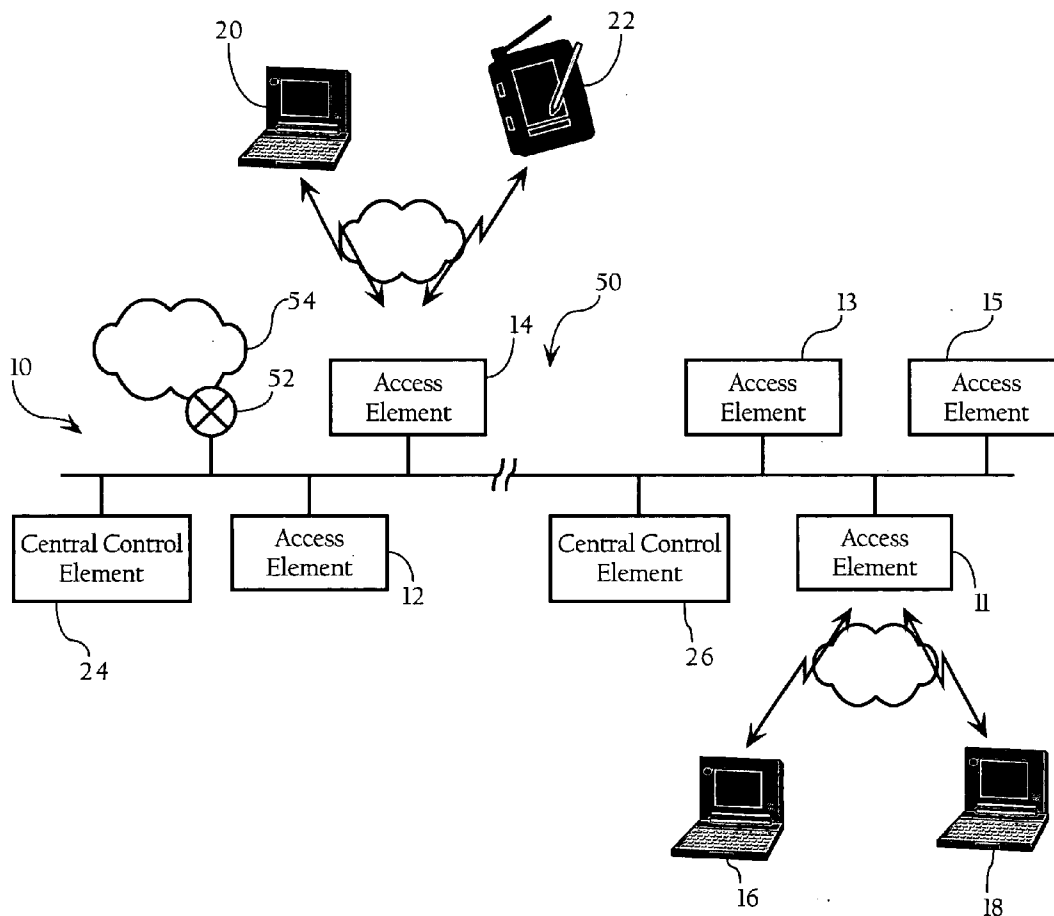 20
22
54
50
14
13
15
10
52
Access
Element
Access
Element
Access
Element
Central Control
Element
Access
Element
Central Control
Element
Access
Element
12
11
24
26
16
18